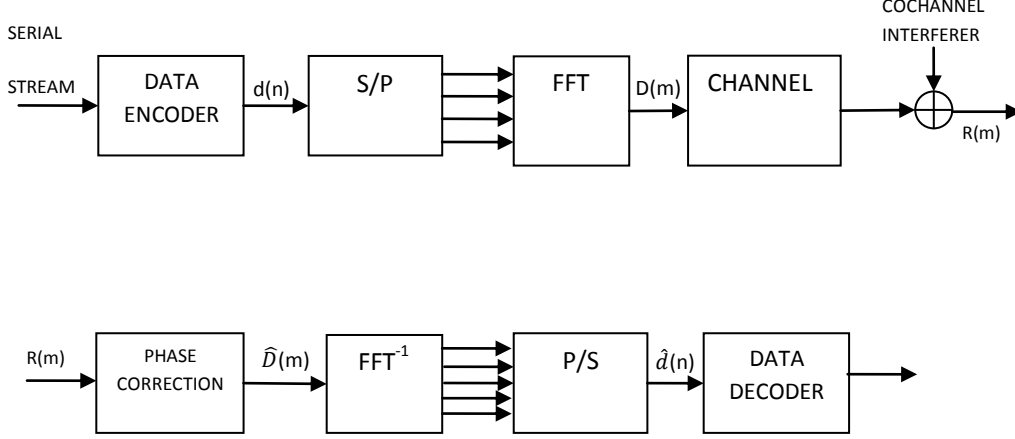 COCHANNEL
INTERFERER
SERIAL
STREAM
DATA
ENCODER
d(n)
S/P
FFT
D(m)
CHANNEL
R(m)
R(m)
PHASE
CORRECTION
D̂(m)
FFT-1
P/S
d̂(n)
DATA
DECODER